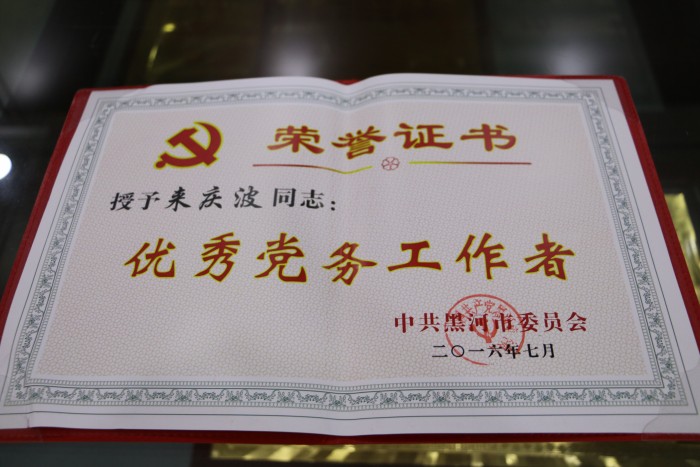 荣誉证书
授予来庆波同志：
优秀党务工作者
中共黑河市委员会
二〇一六年七月